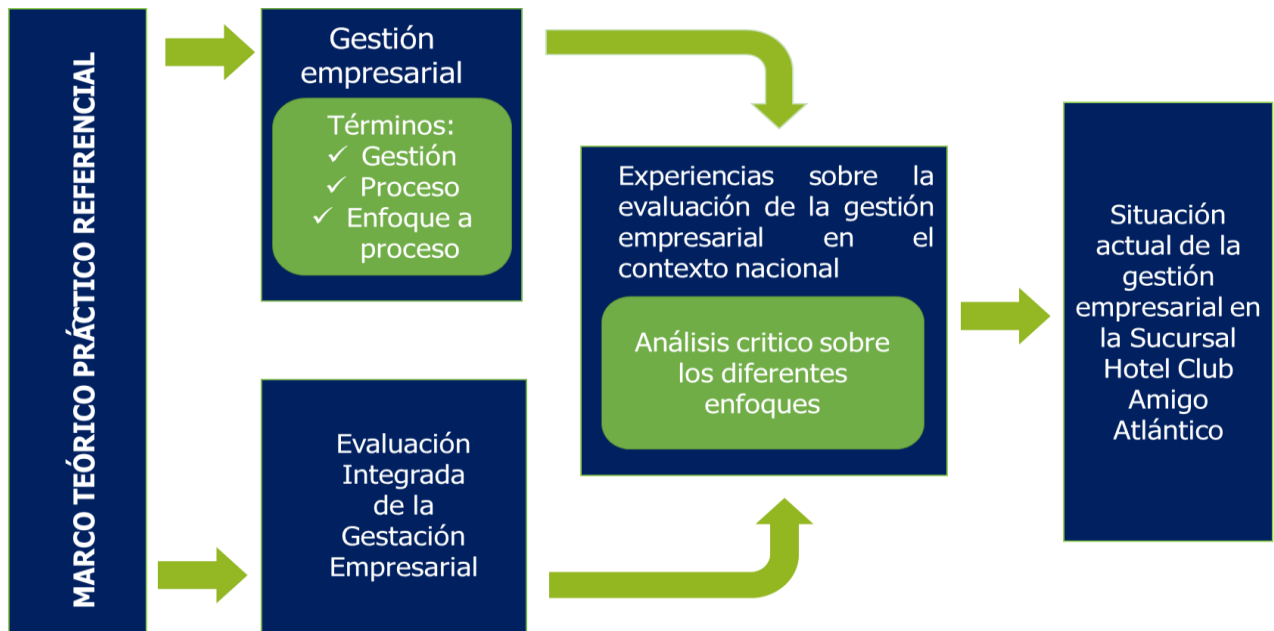 MARCO TEÓRICO PRÁCTICO REFERENCIAL
Gestión
empresarial
Términos:
✓ Gestión
✓ Proceso
✓ Enfoque a
proceso
Evaluación
Integrada
de la
Gestación
Empresarial
Experiencias sobre la
evaluación de la gestión
empresarial en el
contexto nacional
Análisis critico sobre
los diferentes
enfoques
Situación
actual de la
gestión
empresarial en
la Sucursal
Hotel Club
Amigo
Atlántico